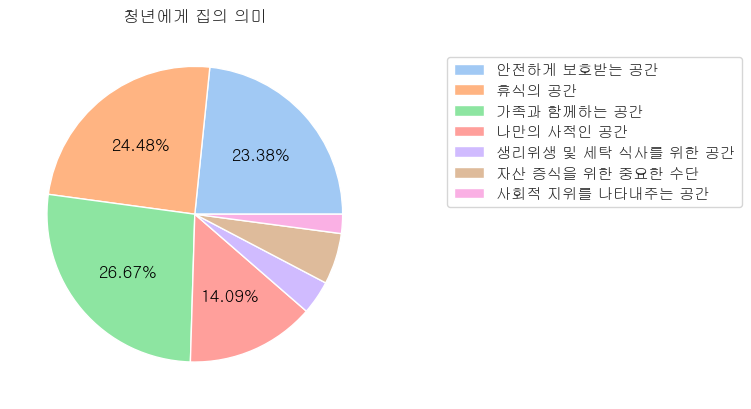 청년에게 집의 의미
안전하게 보호받는 공간
휴식의 공간
가족과 함께하는 공간
나만의 사적인 공간
생리위생 및 세탁 식사를 위한 공간
자산 증식을 위한 중요한 수단
사회적 지위를 나타내주는 공간
24.48%
23.38%
26.67%
14.09%